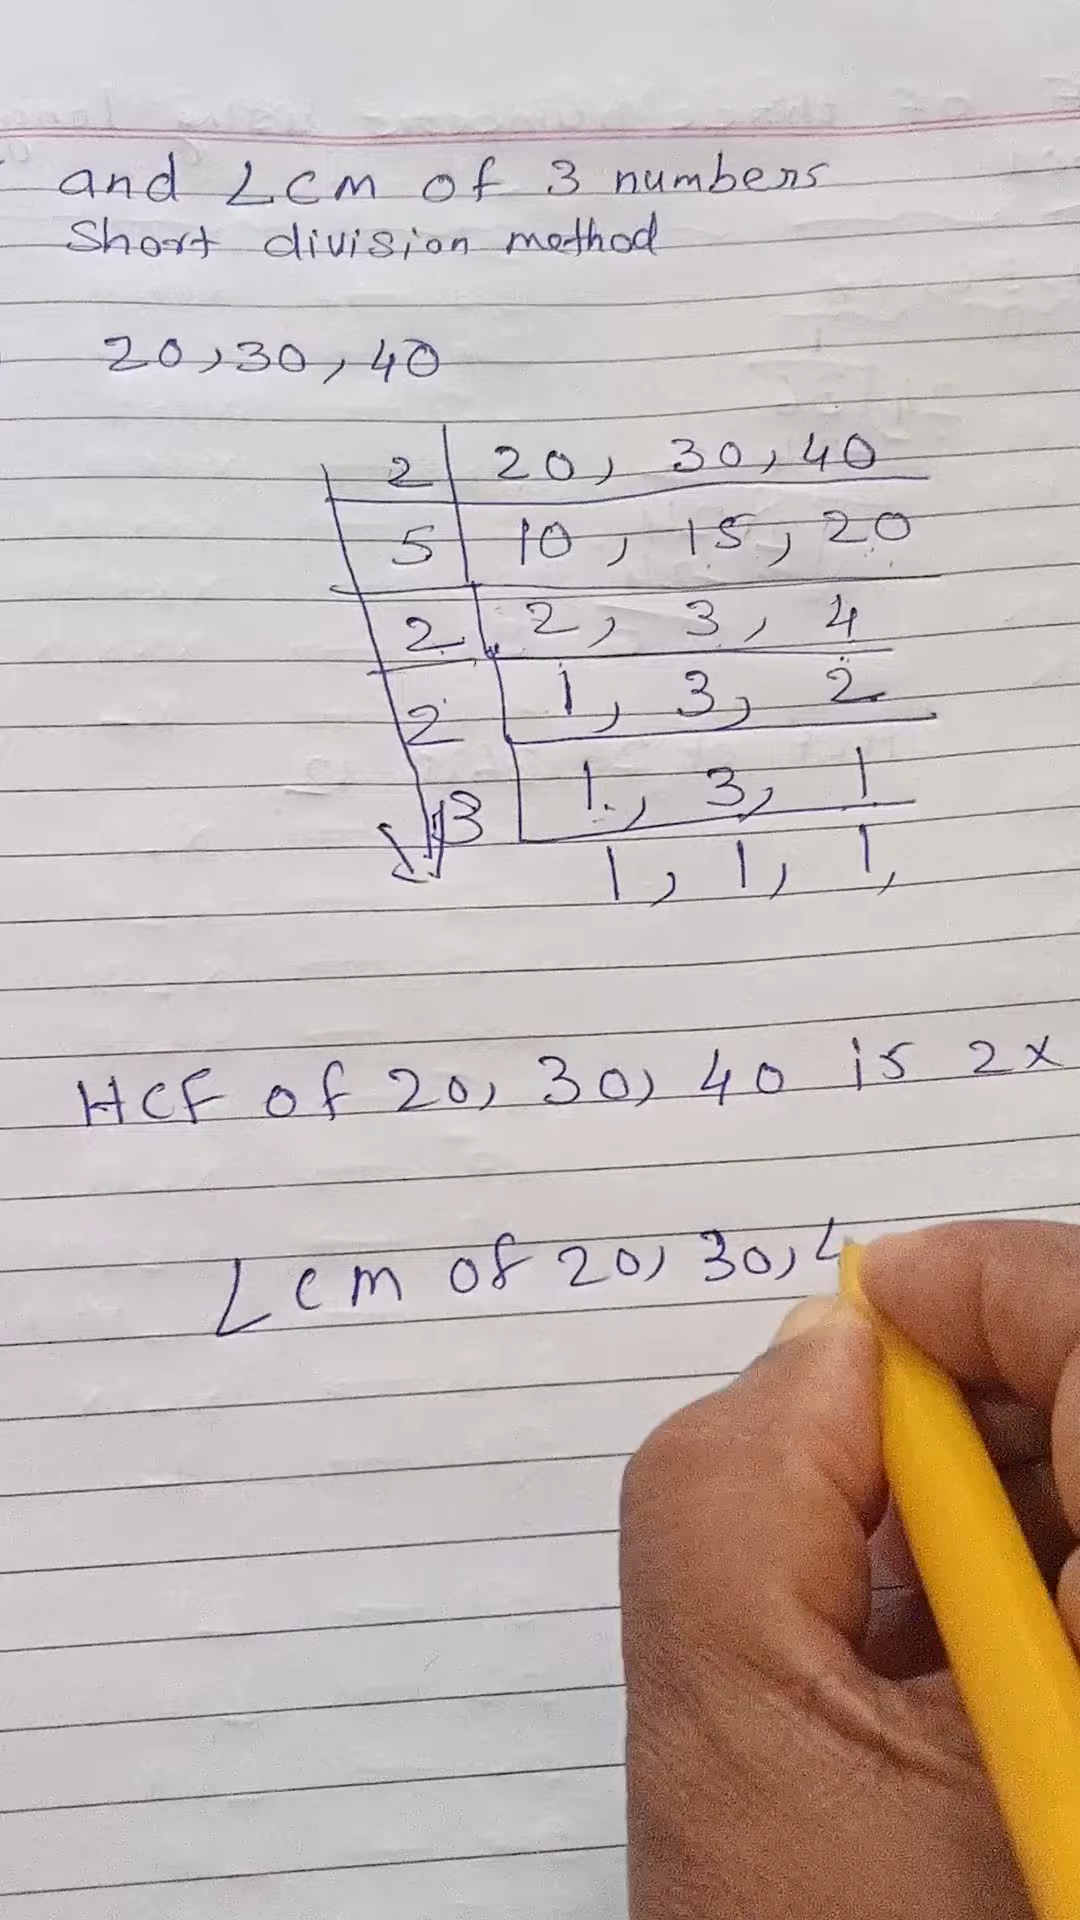 and Lcm of 3 numbers
Short division method
20, 30, 40
2 20, 30, 40
5 10, 15, 20
2 2, 3, 4
2 1, 3, 2
3 1, 3, 1
1, 1, 1,
HCF of 20, 30, 40 is 2x
Lcm of 20, 30, 4